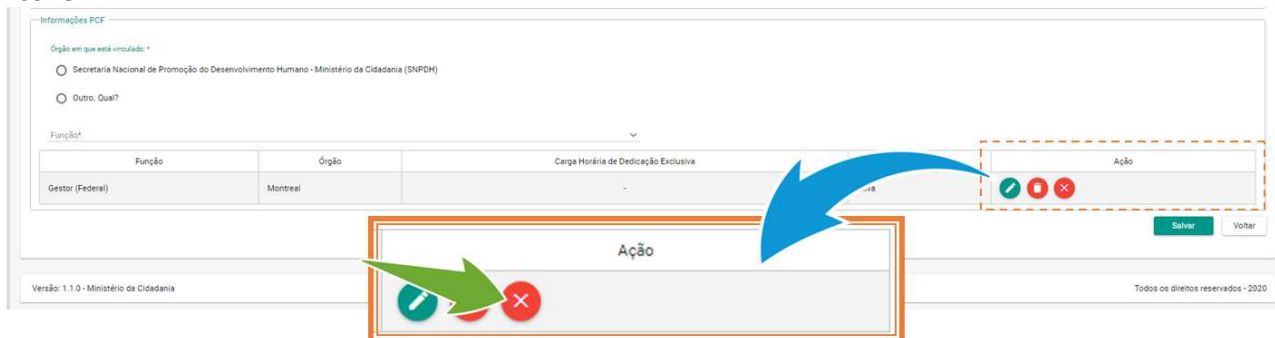 Informações PCF
Órgão em que está vinculado: *
Secretaria Nacional de Promoção do Desenvolvimento Humano - Ministério da Cidadania (SNPDH)
Outro. Qual?
Função*
Função Órgão Carga Horária de Dedicação Exclusiva Ação
Gestor (Federal) Montreal -
Salvar Voltar
Ação
Versão: 1.1.0 - Ministério da Cidadania Todos os direitos reservados - 2020